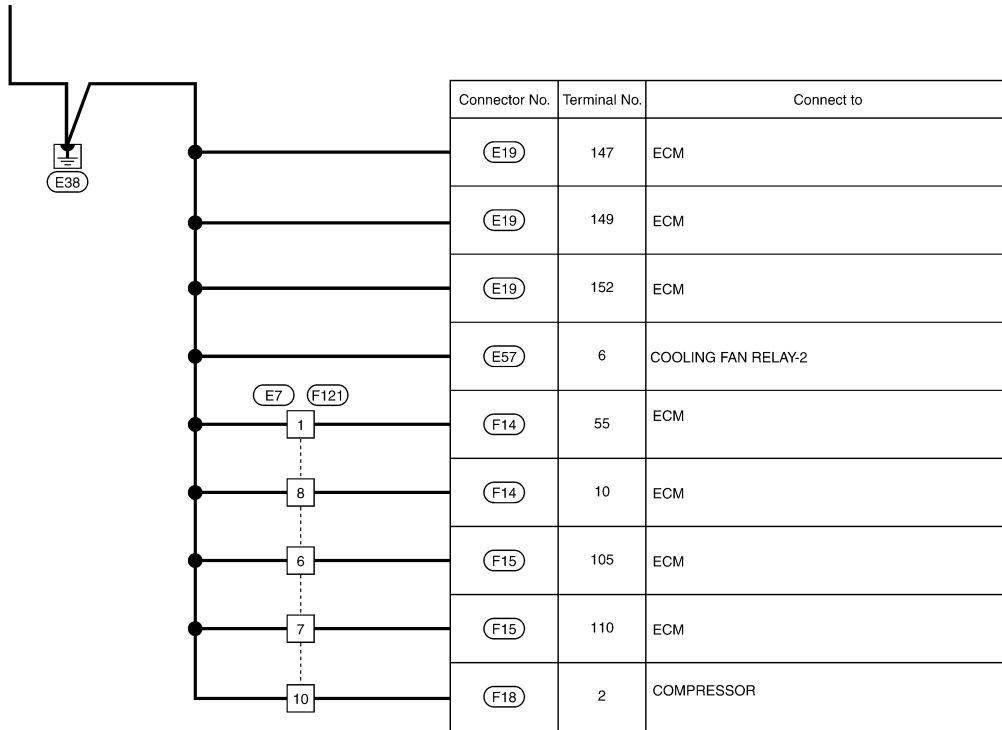 Connector No. Terminal No. Connect to
E19 147 ECM
E38
E19 149 ECM
E19 152 ECM
E57 6 COOLING FAN RELAY-2
E7 F121
1 F14 55 ECM
8 F14 10 ECM
6 F15 105 ECM
7 F15 110 ECM
10 F18 2 COMPRESSOR